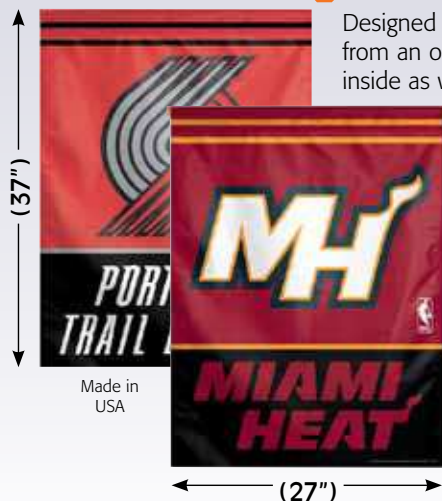 Designed
from an o
inside as w
(37")
PORT
TRAIL
Made in
USA
MH
MIAMI
HEAT
(27")